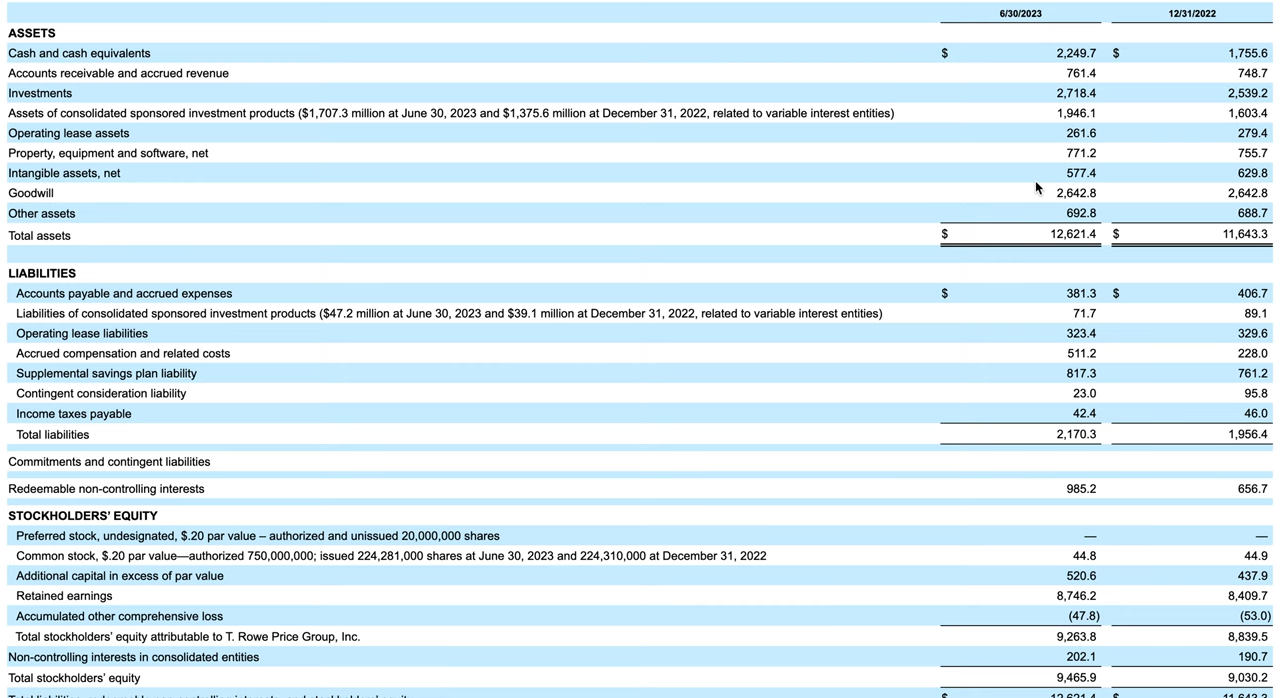 6/30/2023 12/31/2022
ASSETS
Cash and cash equivalents $ 2,249.7 $ 1,755.6
Accounts receivable and accrued revenue 761.4 748.7
Investments 2,718.4 2,539.2
Assets of consolidated sponsored investment products ($1,707.3 million at June 30, 2023 and $1,375.6 million at December 31, 2022, related to variable interest entities) 1,946.1 1,603.4
Operating lease assets 261.6 279.4
Property, equipment and software, net 771.2 755.7
Intangible assets, net 577.4 629.8
Goodwill 2,642.8 2,642.8
Other assets 692.8 688.7
Total assets $ 12,621.4 $ 11,643.3
LIABILITIES
Accounts payable and accrued expenses $ 381.3 $ 406.7
Liabilities of consolidated sponsored investment products ($47.2 million at June 30, 2023 and $39.1 million at December 31, 2022, related to variable interest entities) 71.7 89.1
Operating lease liabilities 323.4 329.6
Accrued compensation and related costs 511.2 228.0
Supplemental savings plan liability 817.3 761.2
Contingent consideration liability 23.0 95.8
Income taxes payable 42.4 46.0
Total liabilities 2,170.3 1,956.4
Commitments and contingent liabilities
Redeemable non-controlling interests 985.2 656.7
STOCKHOLDERS’ EQUITY
Preferred stock, undesignated, $.20 par value – authorized and unissued 20,000,000 shares — —
Common stock, $.20 par value—authorized 750,000,000; issued 224,281,000 shares at June 30, 2023 and 224,310,000 at December 31, 2022 44.8 44.9
Additional capital in excess of par value 520.6 437.9
Retained earnings 8,746.2 8,409.7
Accumulated other comprehensive loss (47.8) (53.0)
Total stockholders’ equity attributable to T. Rowe Price Group, Inc. 9,263.8 8,839.5
Non-controlling interests in consolidated entities 202.1 190.7
Total stockholders’ equity 9,465.9 9,030.2